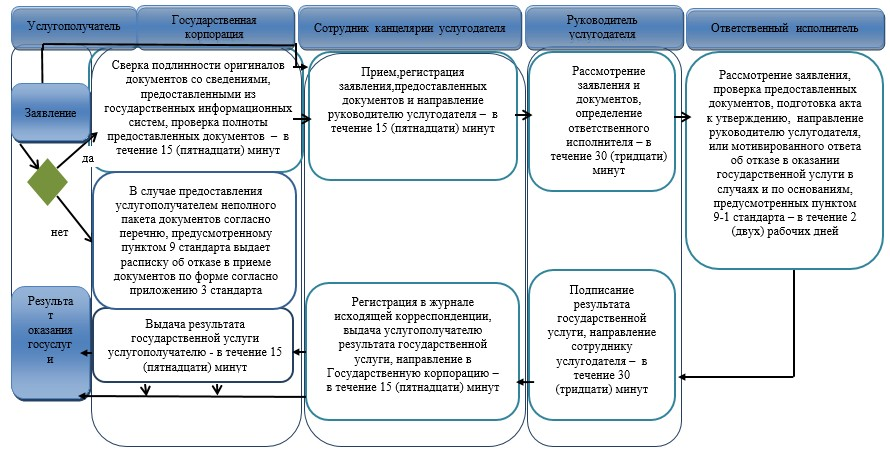 Услугополучатель
Государственная
корпорация
Сотрудник канцелярии услугодателя
Руководитель
услугодателя
Ответственный исполнитель
Заявление
да
нет
Сверка подлинности оригиналов
документов со сведениями,
предоставленными из
государственных информационных
систем, проверка полноты
предоставленных документов – в
течение 15 (пятнадцати) минут
Прием,регистрация
заявления,предоставленных
документов и направление
руководителю услугодателя – в
течение 15 (пятнадцати) минут
Рассмотрение
заявления и
документов,
определение
ответственного
исполнителя – в
течение 30 (тридцати)
минут
Рассмотрение заявления,
проверка предоставленных
документов, подготовка акта
к утверждению, направление
руководителю услугодателя,
или мотивированного ответа
об отказе в оказании
государственной услуги в
случаях и по основаниям,
предусмотренных пунктом
9-1 стандарта – в течение 2
(двух) рабочих дней
В случае предоставления
услугополучателем неполного
пакета документов согласно
перечню, предусмотренному
пунктом 9 стандарта выдает
расписку об отказе в приеме
документов по форме согласно
приложению 3 стандарта
Результа
т
оказания
госуслуг
и
Выдача результата
государственной услуги
услугополучателю - в течение 15
(пятнадцати) минут
Регистрация в журнале
исходящей корреспонденции,
выдача услугополучателю
результата государственной
услуги, направление в
Государственную корпорацию –
в течение 15 (пятнадцати) минут
Подписание
результата
государственной
услуги, направление
сотруднику
услугодателя – в
течение 30
(тридцати) минут